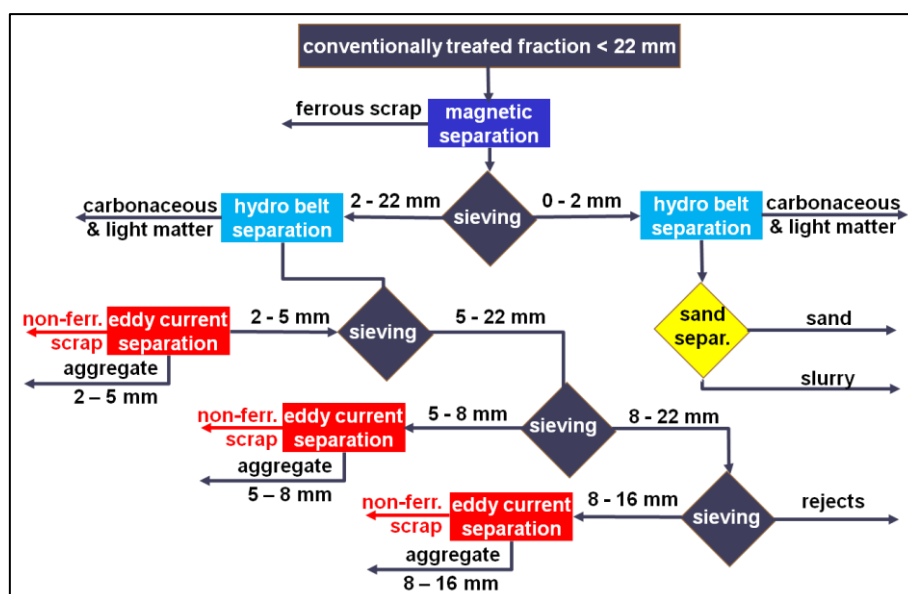 conventionally treated fraction < 22 mm
ferrous scrap
magnetic
separation
carbonaceous
& light matter
hydro belt
separation
2 - 22 mm
sieving
0 - 2 mm
hydro belt
separation
carbonaceous
& light matter
non-ferr.
scrap
eddy current
separation
2 - 5 mm
sieving
5 - 22 mm
sand
separ.
sand
slurry
aggregate
2 – 5 mm
non-ferr.
scrap
eddy current
separation
5 - 8 mm
sieving
8 - 22 mm
aggregate
5 – 8 mm
non-ferr.
scrap
eddy current
separation
8 - 16 mm
sieving
rejects
aggregate
8 – 16 mm